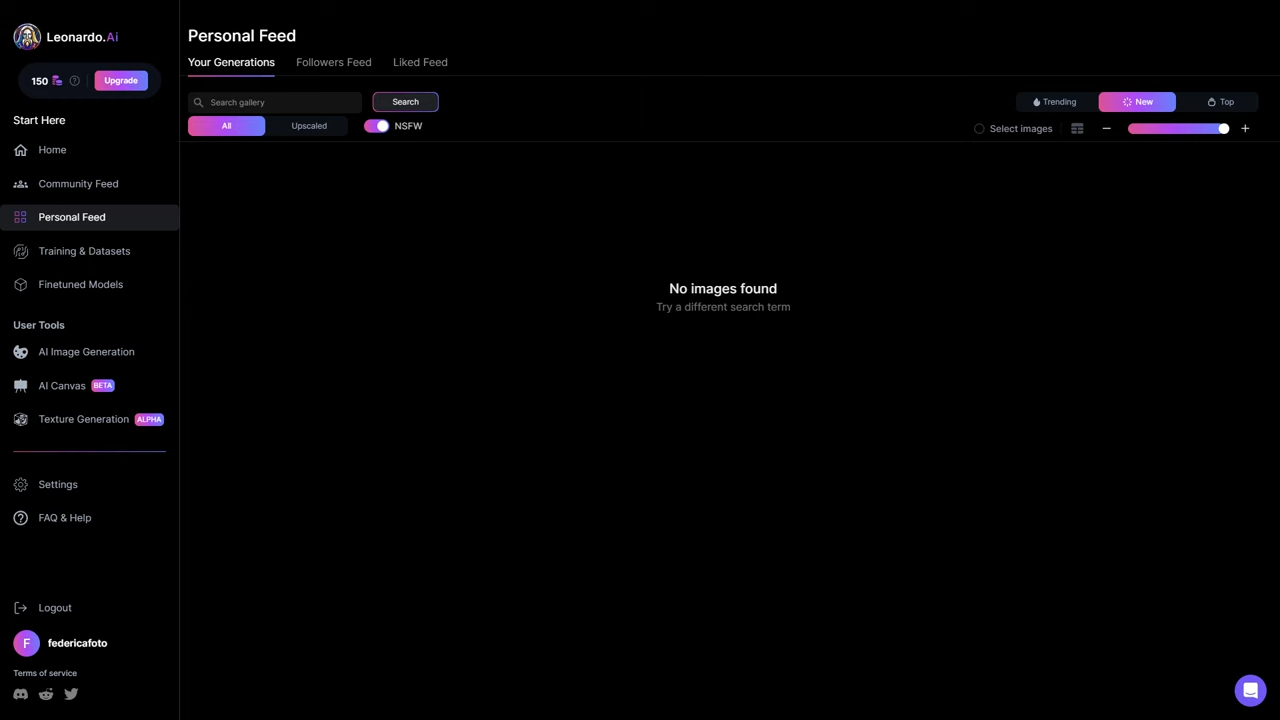 Leonardo.Ai
150
Upgrade
Start Here
Home
Community Feed
Personal Feed
Training & Datasets
Finetuned Models
User Tools
AI Image Generation
AI Canvas BETA
Texture Generation ALPHA
Settings
FAQ & Help
Logout
F federicafoto
Terms of service
Personal Feed
Your Generations Followers Feed Liked Feed
Search gallery Search
Trending New Top
All Upscaled NSFW
Select images
No images found
Try a different search term